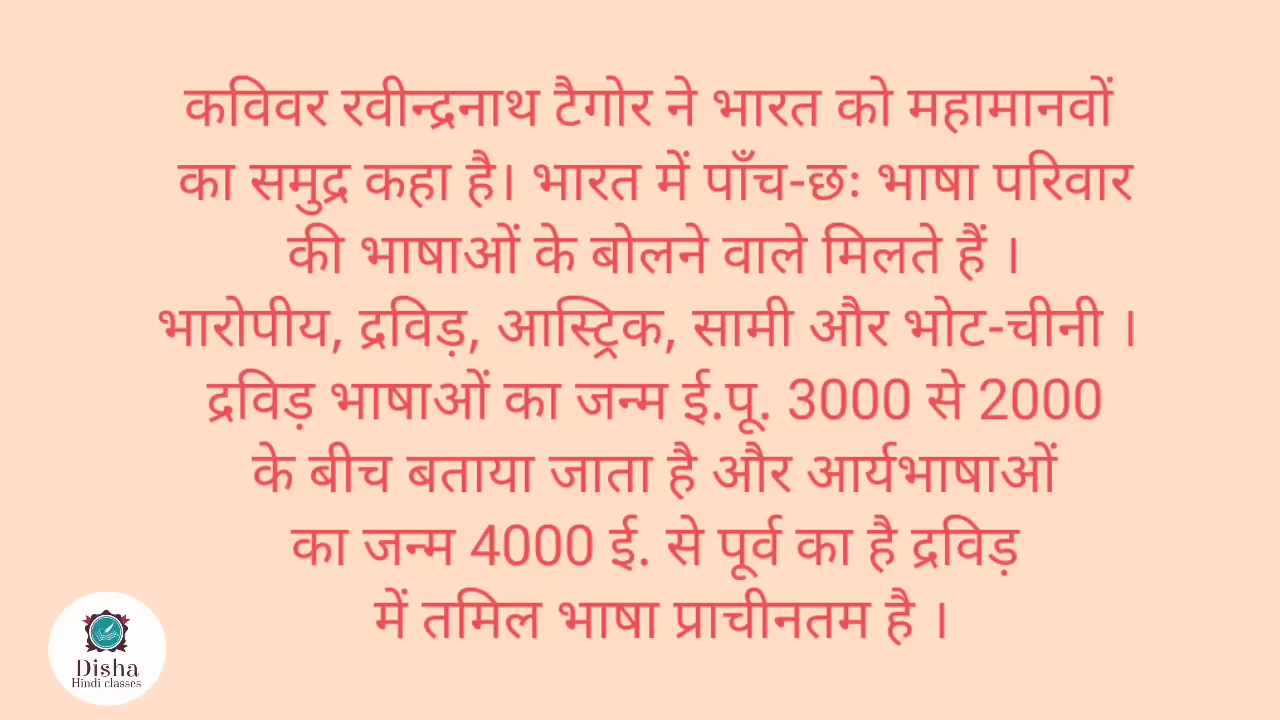 कविवर रवीन्द्रनाथ टैगोर ने भारत को महामानवों
का समुद्र कहा है। भारत में पाँच-छः भाषा परिवार
की भाषाओं के बोलने वाले मिलते हैं ।
भारोपीय, द्रविड़, आस्ट्रिक, सामी और भोट-चीनी ।
द्रविड़ भाषाओं का जन्म ई.पू. 3000 से 2000
के बीच बताया जाता है और आर्यभाषाओं
का जन्म 4000 ई. से पूर्व का है द्रविड़
में तमिल भाषा प्राचीनतम है ।
Disha
Hindi classes